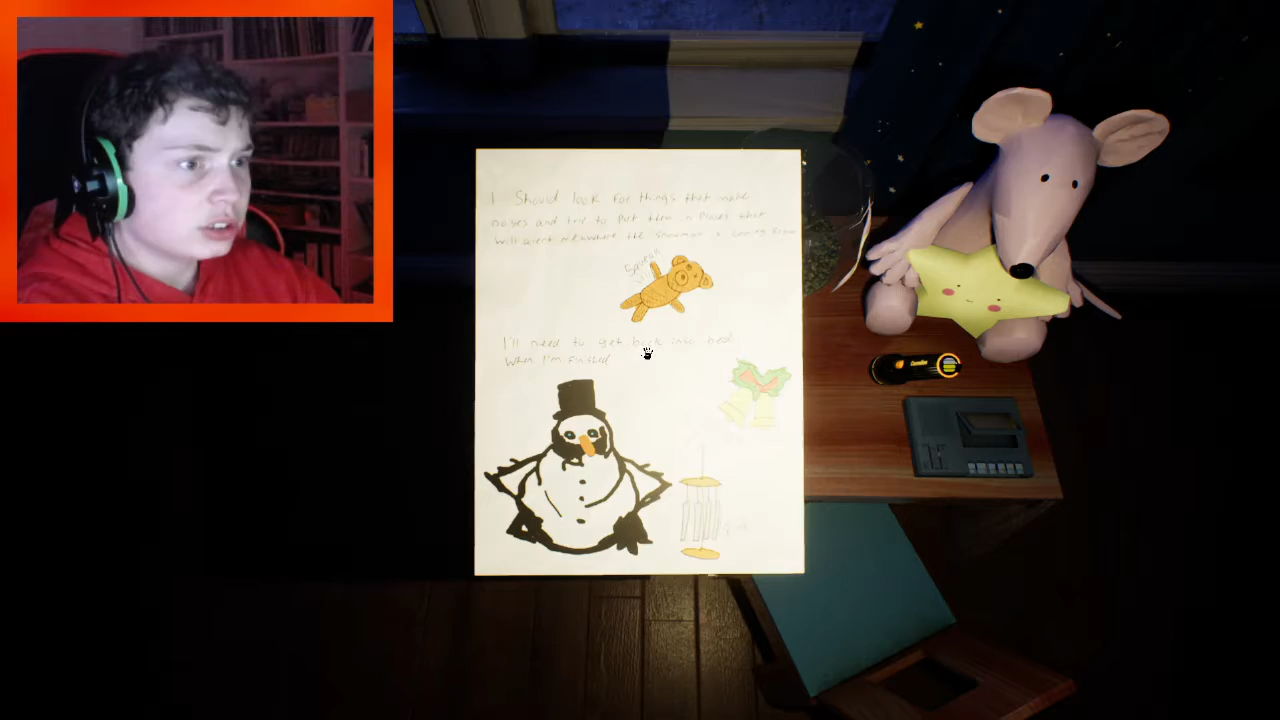 I Should look for things that make
noises and try to put them in places that
will alert me where the Snowman is coming from
Squeak
I'll need to get back into bed
When I'm finished